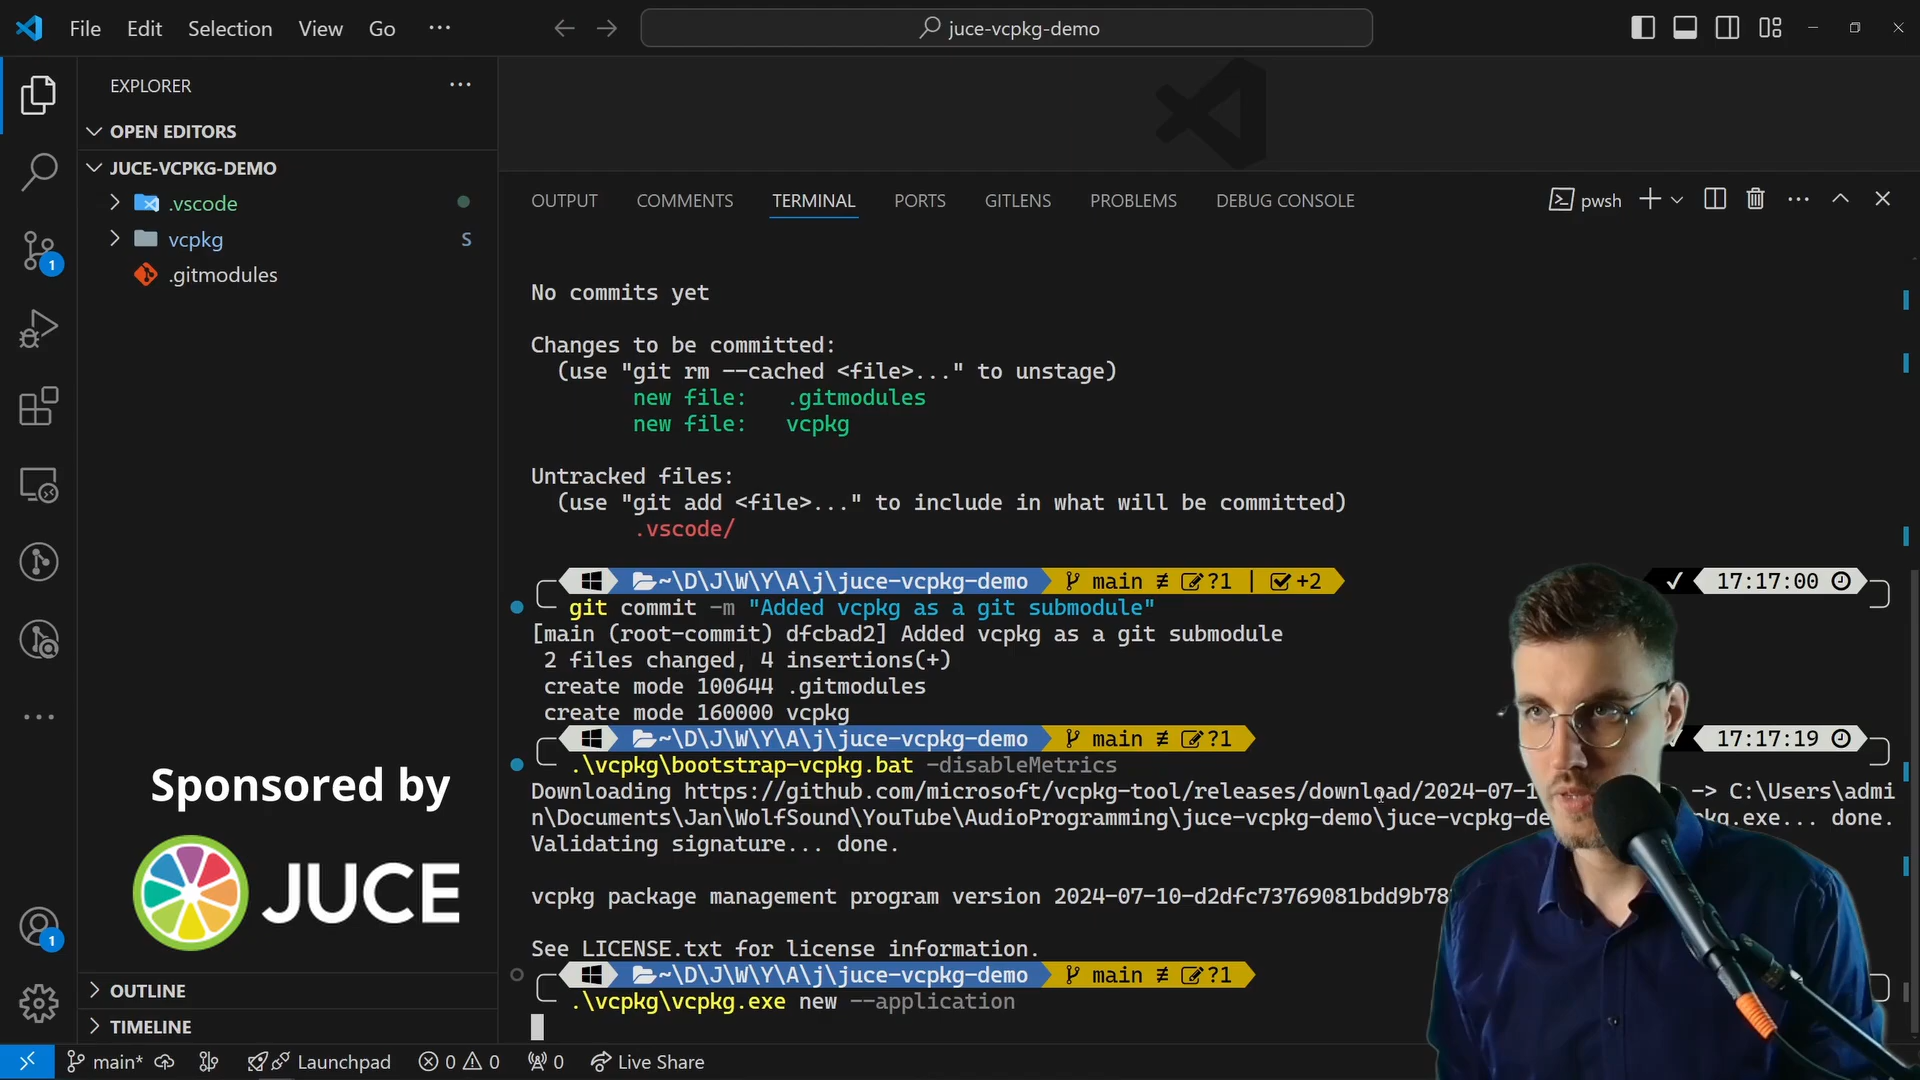 File Edit Selection View Go ···
juce-vcpkg-demo
EXPLORER
OPEN EDITORS
JUCE-VCPKG-DEMO
.vscode
vcpkg S
.gitmodules
OUTPUT COMMENTS TERMINAL PORTS GITLENS PROBLEMS DEBUG CONSOLE
pwsh
No commits yet
Changes to be committed:
(use "git rm --cached <file>..." to unstage)
new file: .gitmodules
new file: vcpkg
Untracked files:
(use "git add <file>..." to include in what will be committed)
.vscode/
~\D\J\W\Y\A\j\juce-vcpkg-demo main ≢ ?1 | +2 ✓ 17:17:00
git commit -m "Added vcpkg as a git submodule"
[main (root-commit) dfcbad2] Added vcpkg as a git submodule
2 files changed, 4 insertions(+)
create mode 100644 .gitmodules
create mode 160000 vcpkg
~\D\J\W\Y\A\j\juce-vcpkg-demo main ≢ ?1 17:17:19
.\vcpkg\bootstrap-vcpkg.bat -disableMetrics
Downloading https://github.com/microsoft/vcpkg-tool/releases/download/2024-07-1 -> C:\Users\admi
n\Documents\Jan\WolfSound\YouTube\AudioProgramming\juce-vcpkg-demo\juce-vcpkg-de pkg.exe... done.
Validating signature... done.
vcpkg package management program version 2024-07-10-d2dfc73769081bdd9b78
See LICENSE.txt for license information.
~\D\J\W\Y\A\j\juce-vcpkg-demo main ≢ ?1
.\vcpkg\vcpkg.exe new --application
Sponsored by
JUCE
OUTLINE
TIMELINE
1
1
main* Launchpad 0 0 0 Live Share